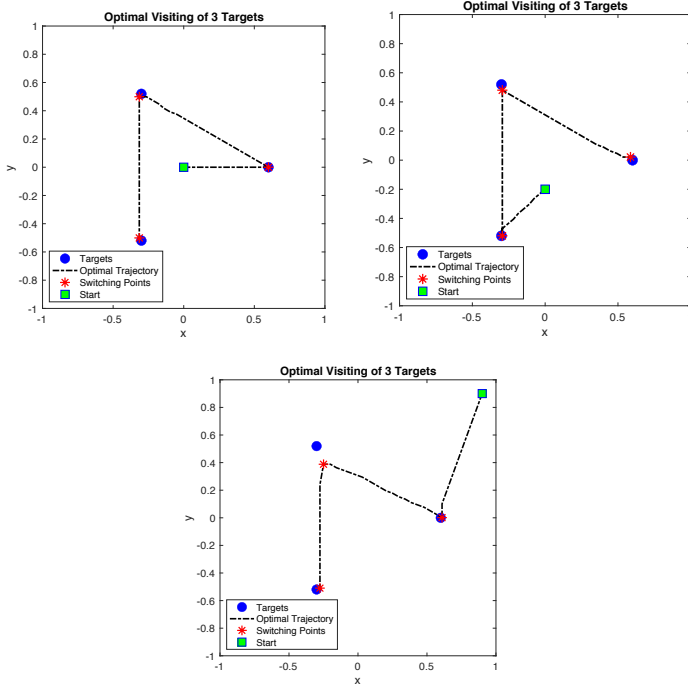 Optimal Visiting of 3 Targets
1
0.8
0.6
0.4
0.2
0
-0.2
-0.4
-0.6
-0.8
-1
y
Targets
Optimal Trajectory
Switching Points
Start
-1
-0.5
0
0.5
1
x
Optimal Visiting of 3 Targets
1
0.8
0.6
0.4
0.2
0
-0.2
-0.4
-0.6
-0.8
-1
y
Targets
Optimal Trajectory
Switching Points
Start
-1
-0.5
0
0.5
x
Optimal Visiting of 3 Targets
1
0.8
0.6
0.4
0.2
0
-0.2
-0.4
-0.6
-0.8
-1
y
Targets
Optimal Trajectory
Switching Points
Start
-1
-0.5
0
0.5
1
x